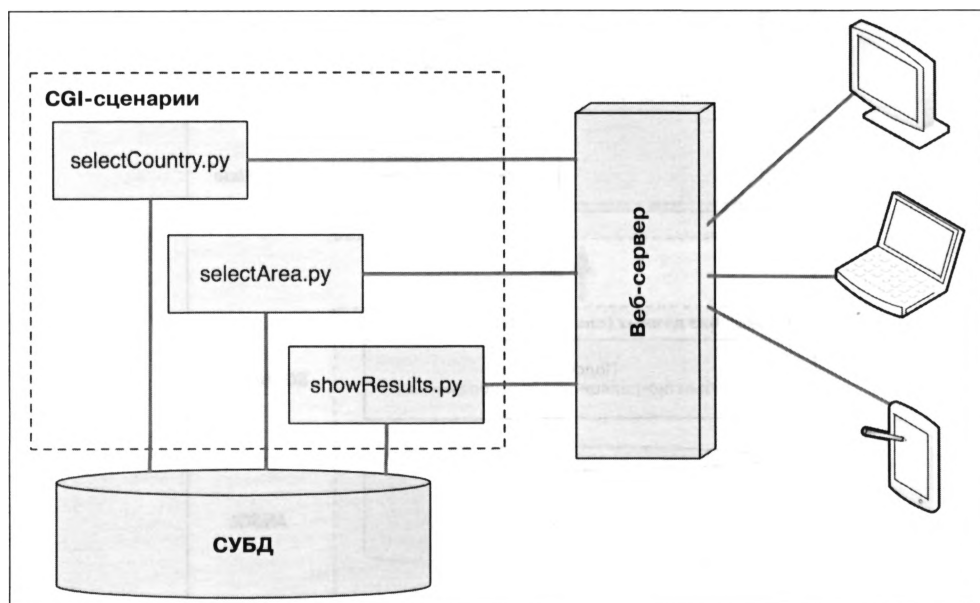 CGI-сценарии
selectCountry.py
selectArea.py
showResults.py
Веб-сервер
СУБД